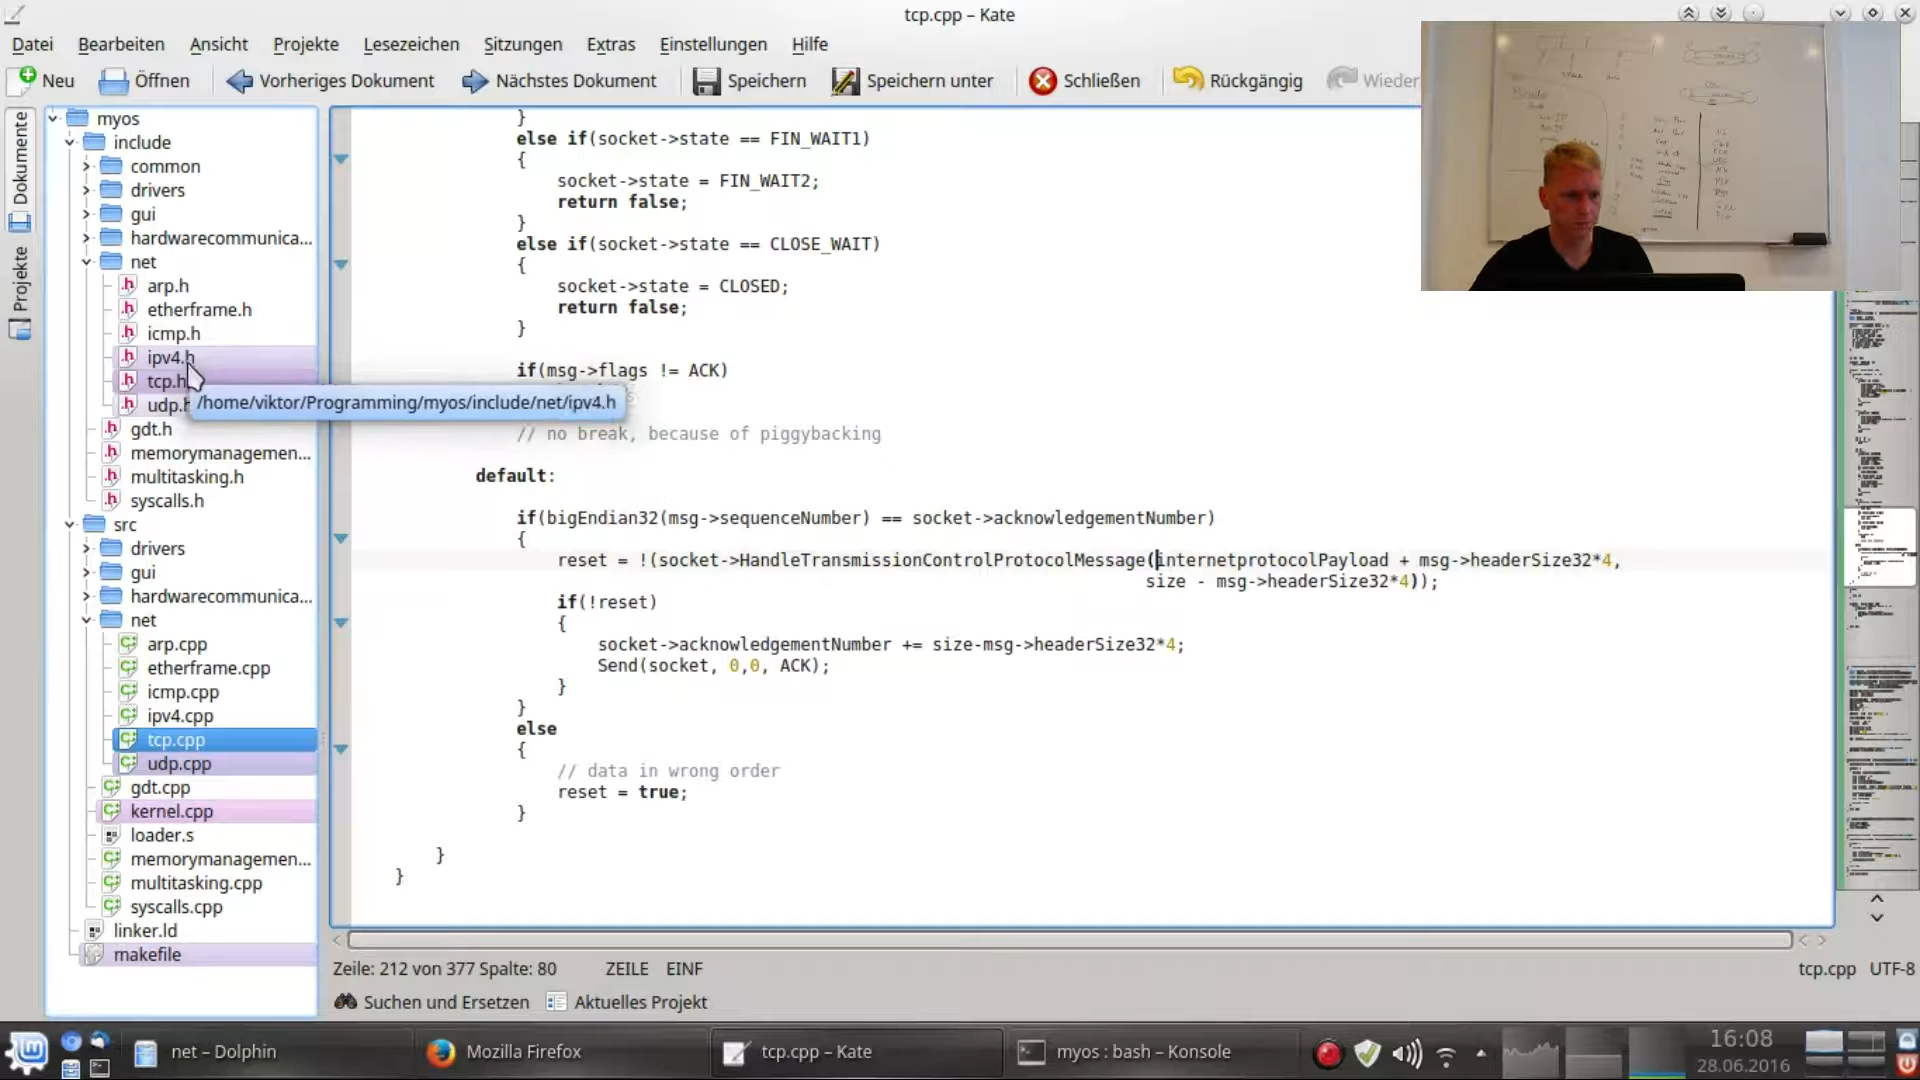 tcp.cpp – Kate
Datei Bearbeiten Ansicht Projekte Lesezeichen Sitzungen Extras Einstellungen Hilfe
Neu Öffnen Vorheriges Dokument Nächstes Dokument Speichern Speichern unter Schließen Rückgängig Wieder
Dokumente
Projekte
myos
include
common
drivers
gui
hardwarecommunica...
net
arp.h
etherframe.h
icmp.h
ipv4.h
tcp.h
udp.h
/home/viktor/Programming/myos/include/net/ipv4.h
gdt.h
memorymanagemen...
multitasking.h
syscalls.h
src
drivers
gui
hardwarecommunica...
net
arp.cpp
etherframe.cpp
icmp.cpp
ipv4.cpp
tcp.cpp
udp.cpp
gdt.cpp
kernel.cpp
loader.s
memorymanagemen...
multitasking.cpp
syscalls.cpp
linker.ld
makefile
}
else if(socket->state == FIN_WAIT1)
{
socket->state = FIN_WAIT2;
return false;
}
else if(socket->state == CLOSE_WAIT)
{
socket->state = CLOSED;
return false;
}
if(msg->flags != ACK)
// no break, because of piggybacking
default:
if(bigEndian32(msg->sequenceNumber) == socket->acknowledgementNumber)
{
reset = !(socket->HandleTransmissionControlProtocolMessage(internetprotocolPayload + msg->headerSize32*4,
size - msg->headerSize32*4));
if(!reset)
{
socket->acknowledgementNumber += size-msg->headerSize32*4;
Send(socket, 0,0, ACK);
}
}
else
{
// data in wrong order
reset = true;
}
}
}
Zeile: 212 von 377 Spalte: 80 ZEILE EINF tcp.cpp UTF-8
Suchen und Ersetzen Aktuelles Projekt
net – Dolphin Mozilla Firefox tcp.cpp – Kate myos : bash – Konsole 16:08
28.06.2016